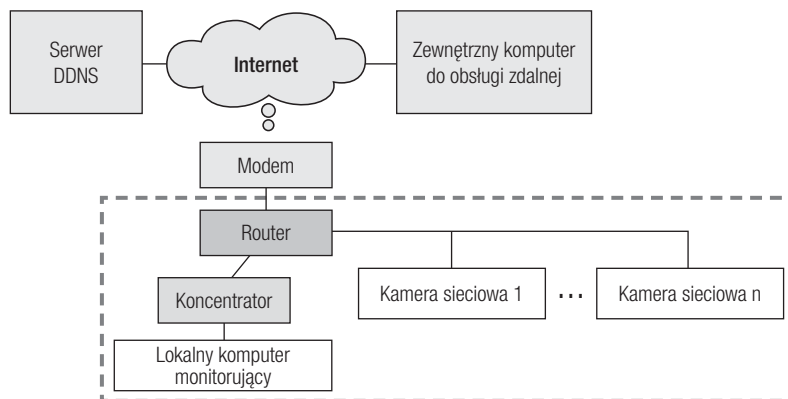 Serwer
DDNS
Internet
Zewnętrzny komputer
do obsługi zdalnej
Modem
Router
Koncentrator
Kamera sieciowa 1
...
Kamera sieciowa n
Lokalny komputer
monitorujący